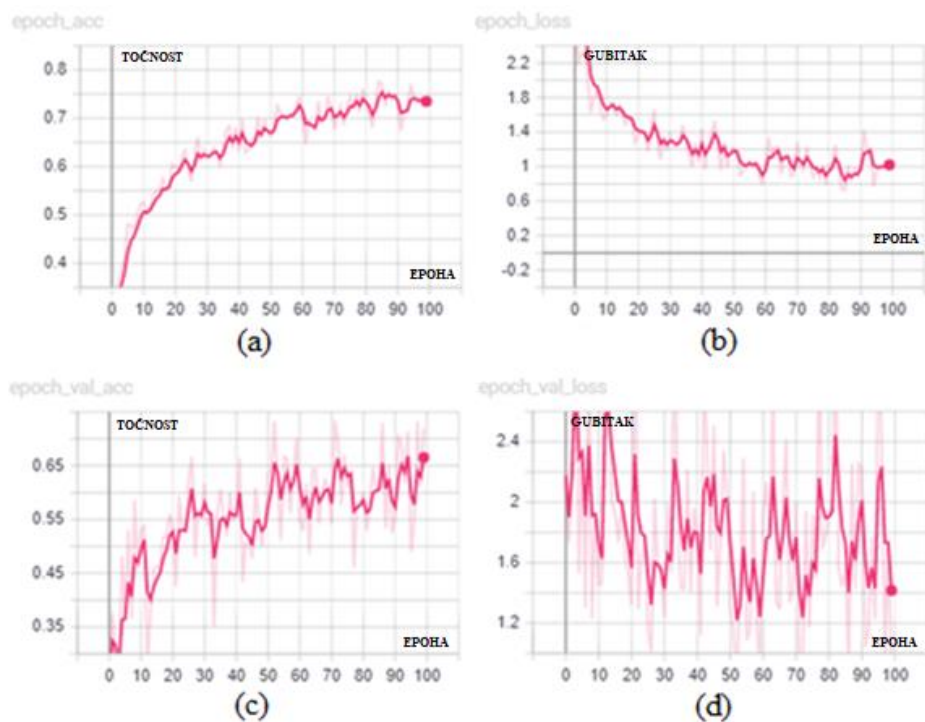 epoch_acc
epoch_loss
TOČNOST
GUBITAK
0.8
0.7
0.6
0.5
0.4
2.2
1.8
1.4
1
0.6
0.2
-0.2
EPOHA
EPOHA
0 10 20 30 40 50 60 70 80 90 100
0 10 20 30 40 50 60 70 80 90 100
(a)
(b)
epoch_val_acc
epoch_val_loss
TOČNOST
GUBITAK
0.65
0.55
0.45
0.35
2.4
2
1.6
1.2
EPOHA
EPOHA
0 10 20 30 40 50 60 70 80 90 100
0 10 20 30 40 50 60 70 80 90 100
(c)
(d)